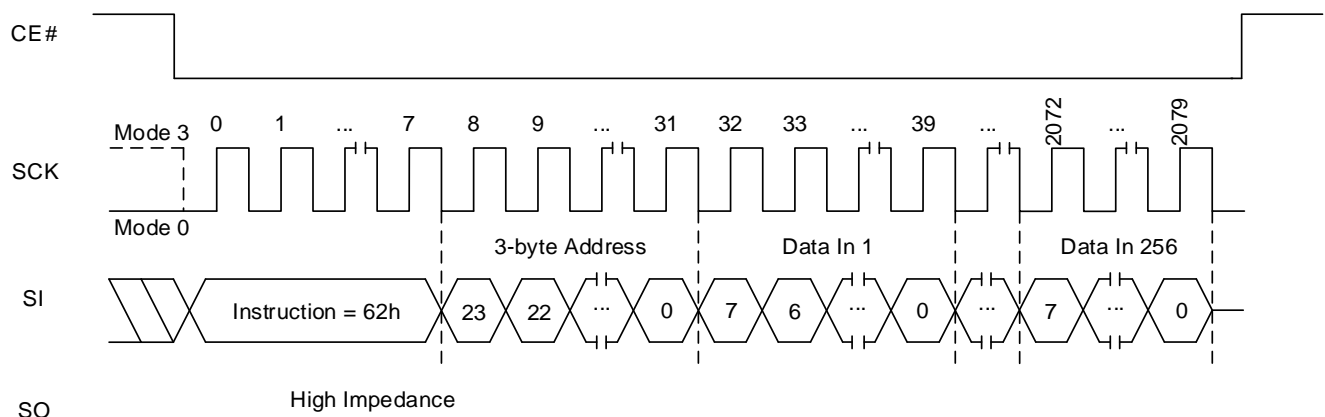 CE#
Mode 3 0 1 ... 7 8 9 ... 31 32 33 ... 39 ... 2072 ... 2079
SCK
Mode 0
3-byte Address Data In 1 Data In 256
SI Instruction = 62h 23 22 ... 0 7 6 ... 0 ... 7 ... 0
High Impedance
SO